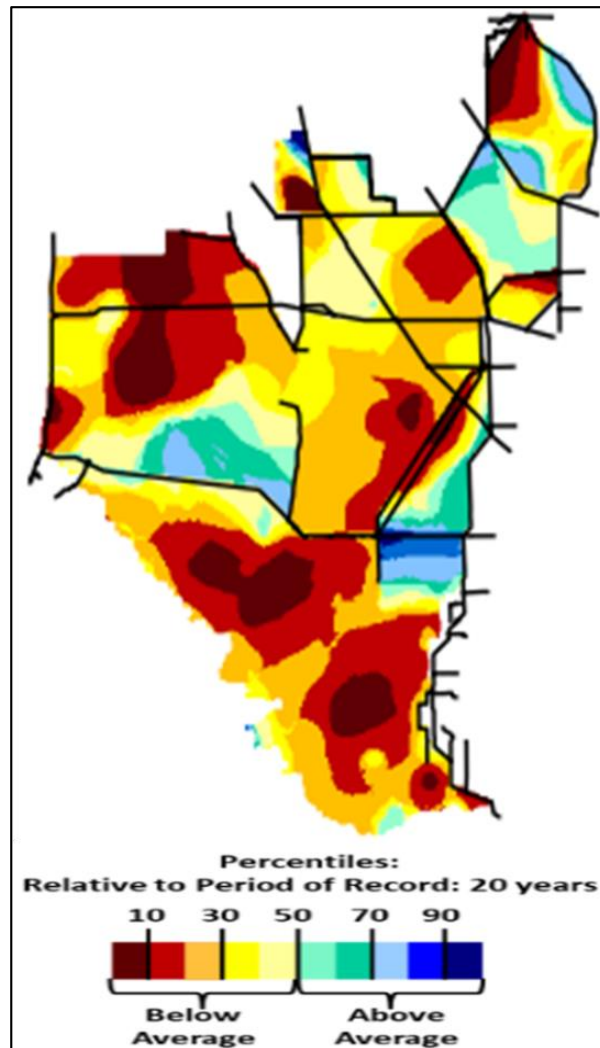 Percentiles:
Relative to Period of Record: 20 years
10 30 50 70 90
Below Above
Average Average